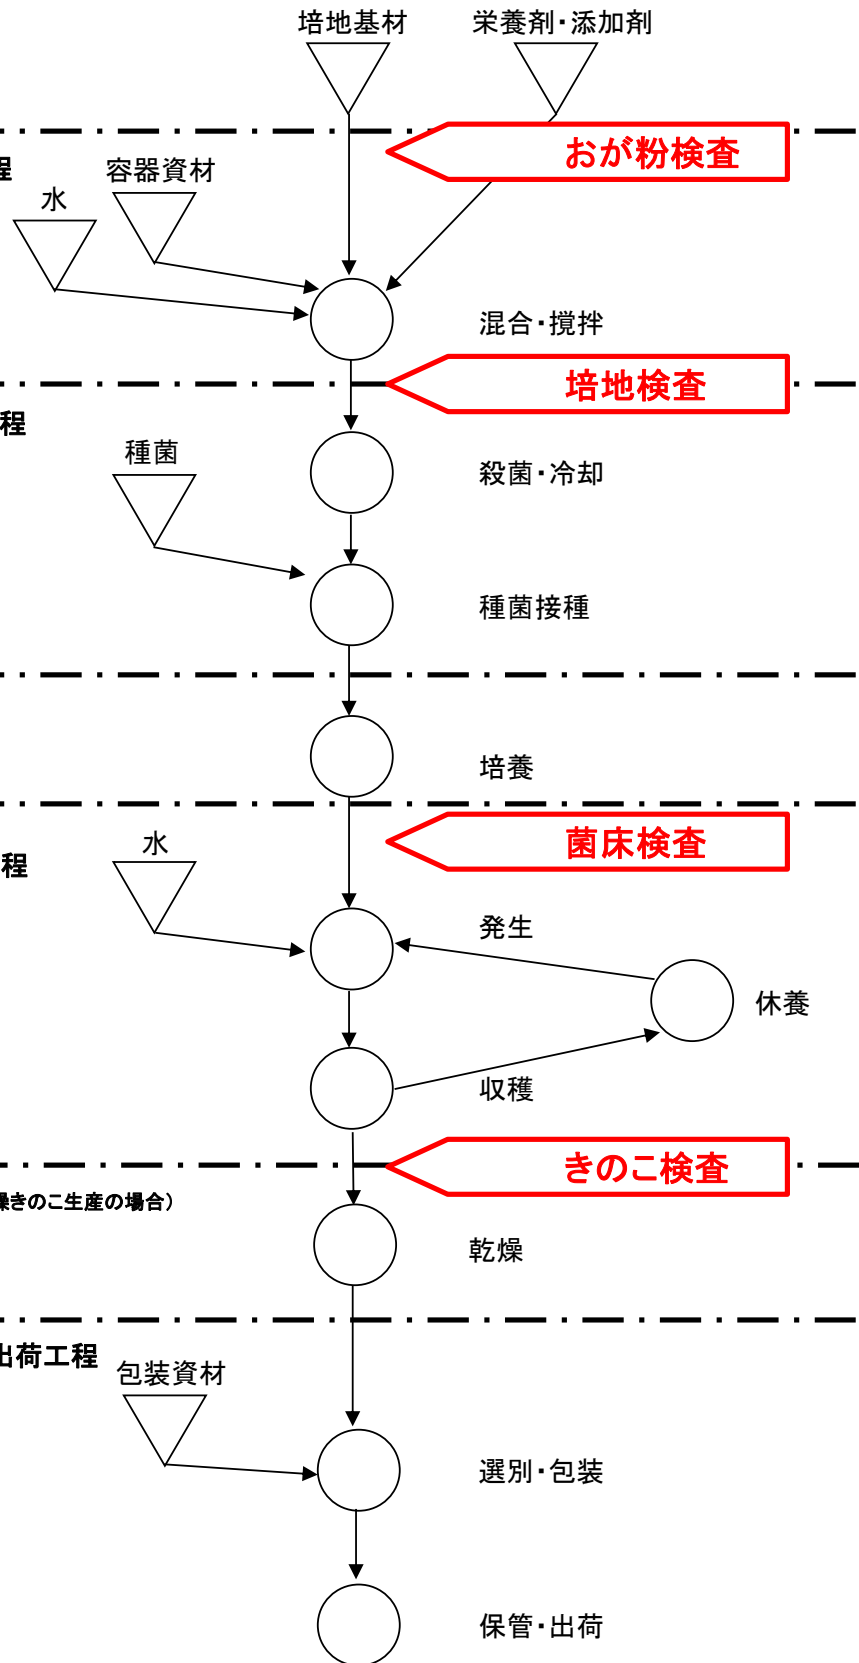 培地基材
栄養剤・添加剤
おが粉検査
程
容器資材
水
混合・攪拌
培地検査
程
種菌
殺菌・冷却
種菌接種
培養
菌床検査
水
程
発生
休養
収穫
きのこ検査
燥きのこ生産の場合）
乾燥
出荷工程
包装資材
選別・包装
保管・出荷